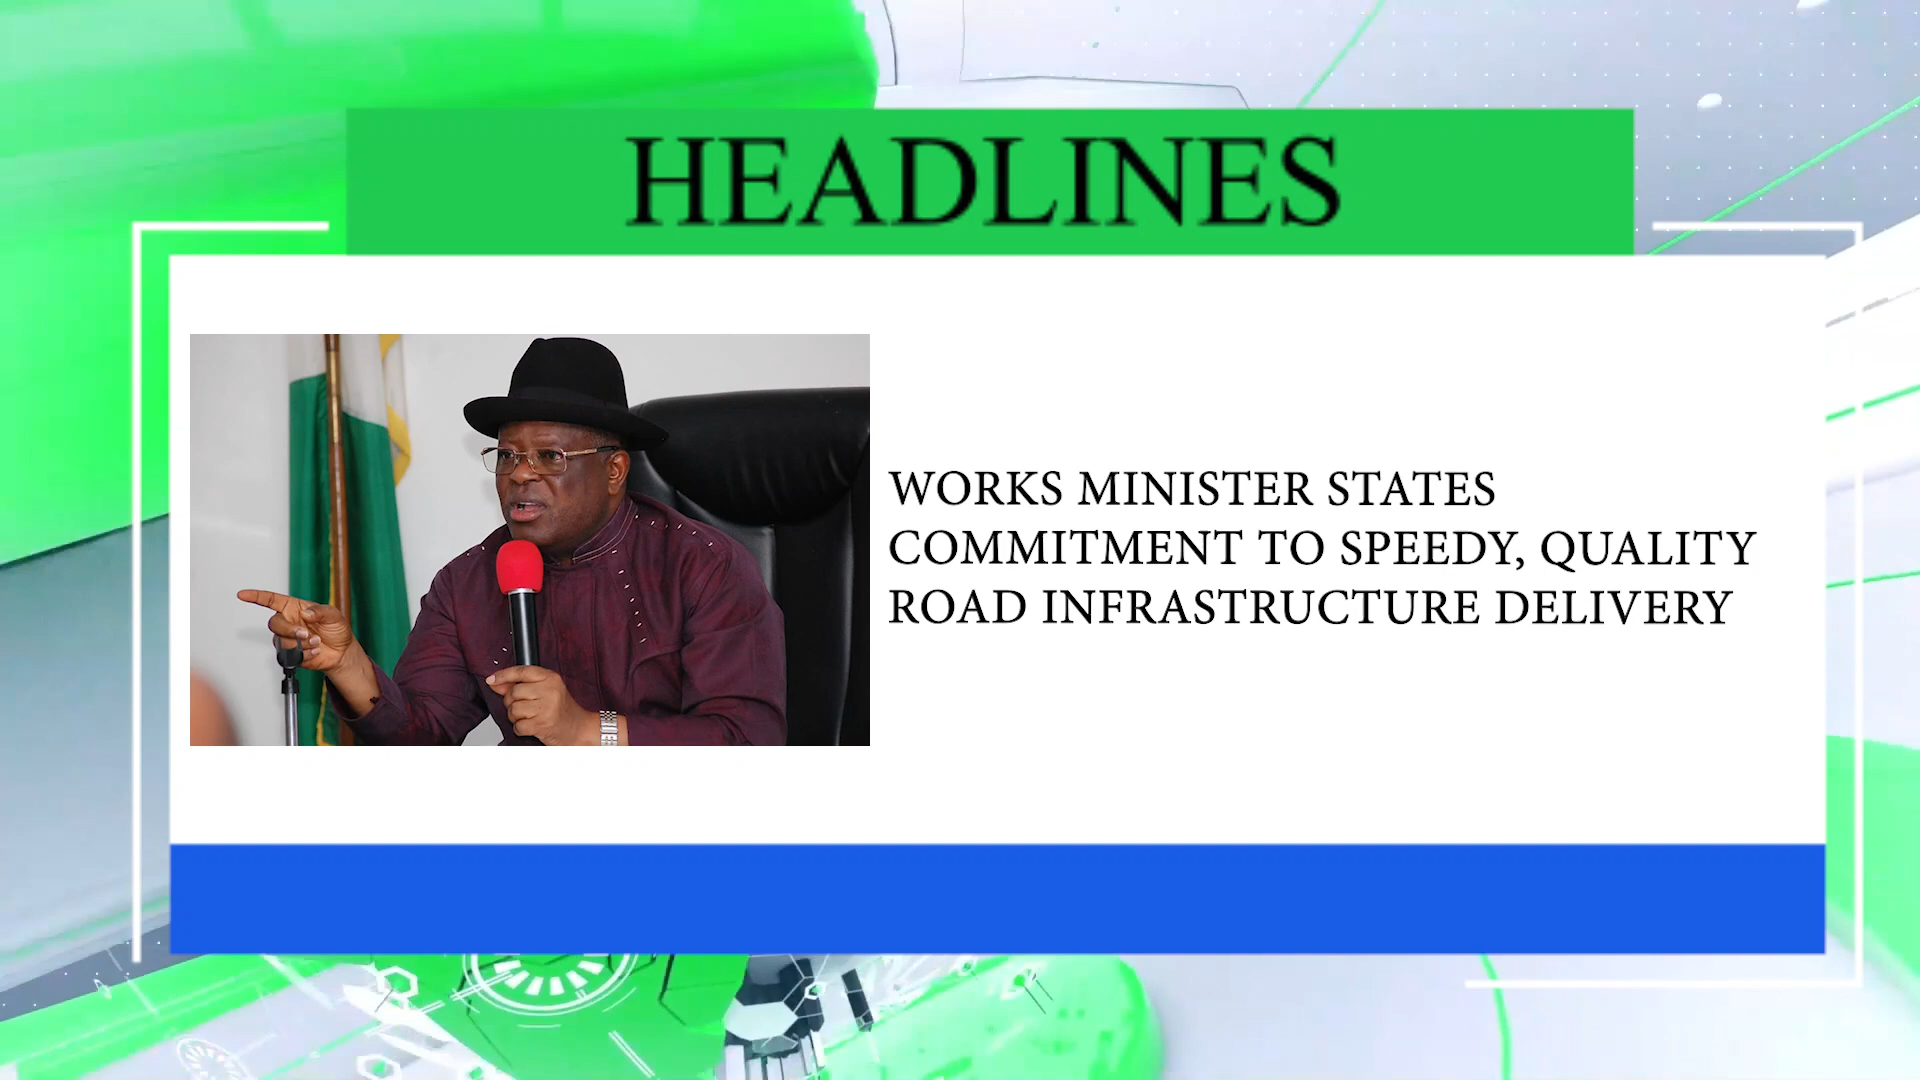 HEADLINES
WORKS MINISTER STATES
COMMITMENT TO SPEEDY, QUALITY
ROAD INFRASTRUCTURE DELIVERY